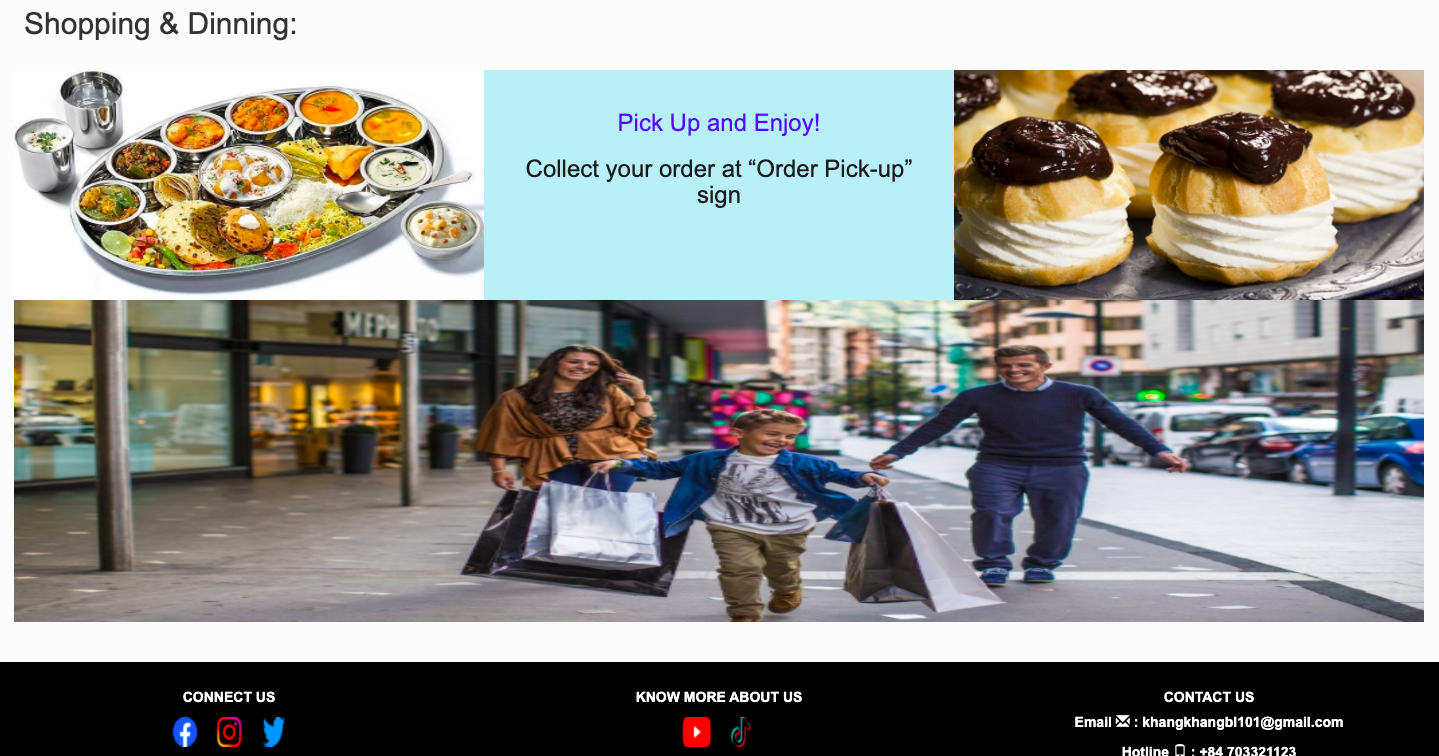 Shopping & Dinning:
Pick Up and Enjoy!
Collect your order at “Order Pick-up”
sign
CONNECT US
KNOW MORE ABOUT US
CONTACT US
Email : khangkhangbl101@gmail.com
Hotline : +84 703321123